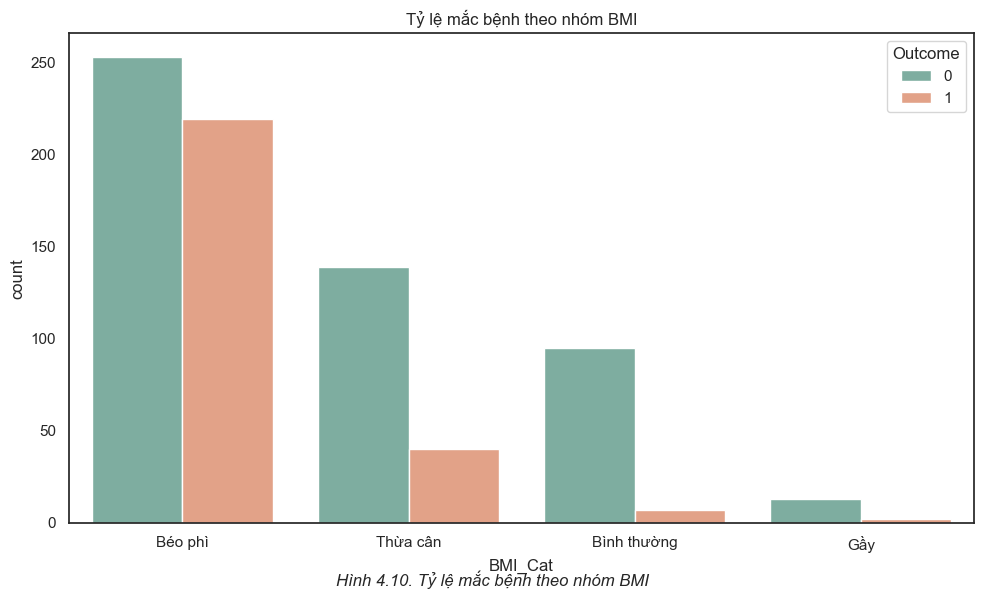 Tỷ lệ mắc bệnh theo nhóm BMI
Outcome
0
1
250
200
150
100
50
0
count
Béo phì
Thừa cân
Bình thường
Gầy
BMI_Cat
Hình 4.10. Tỷ lệ mắc bệnh theo nhóm BMI